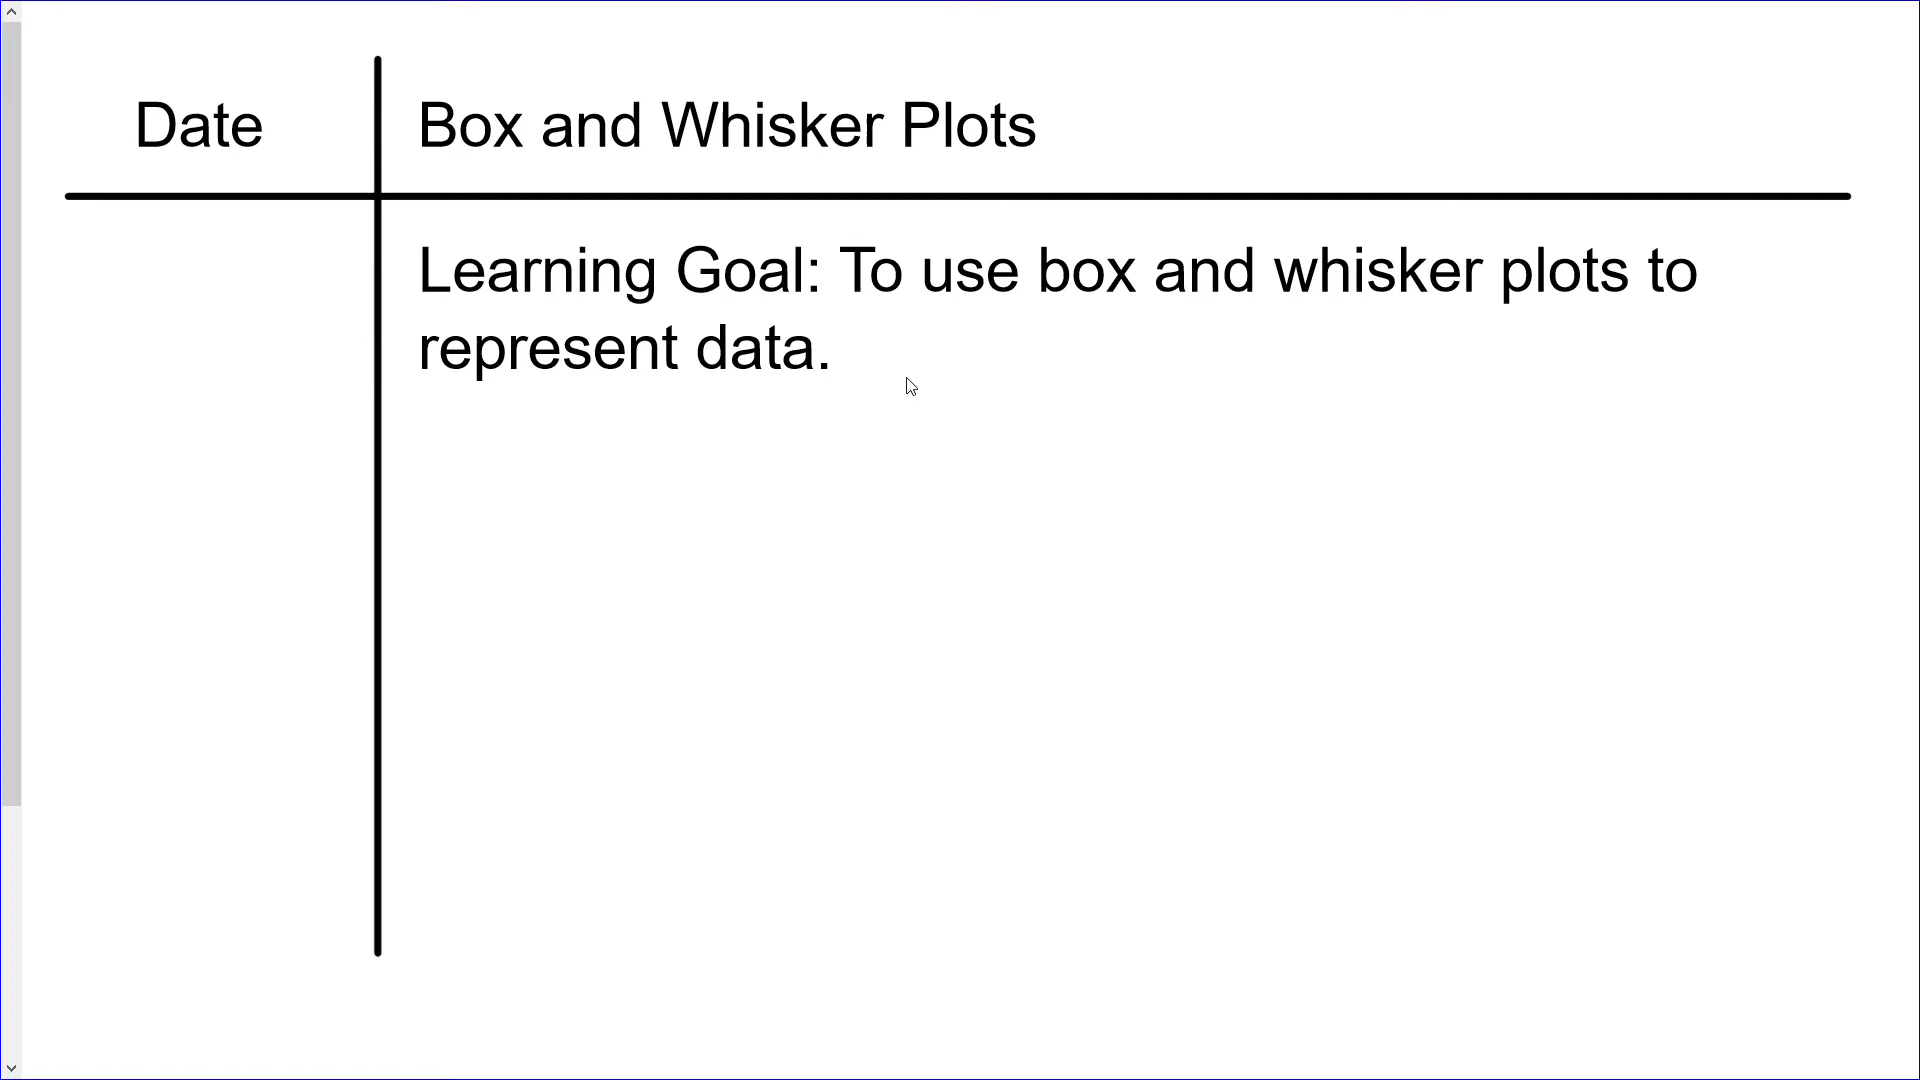 Date
Box and Whisker Plots
Learning Goal: To use box and whisker plots to
represent data.